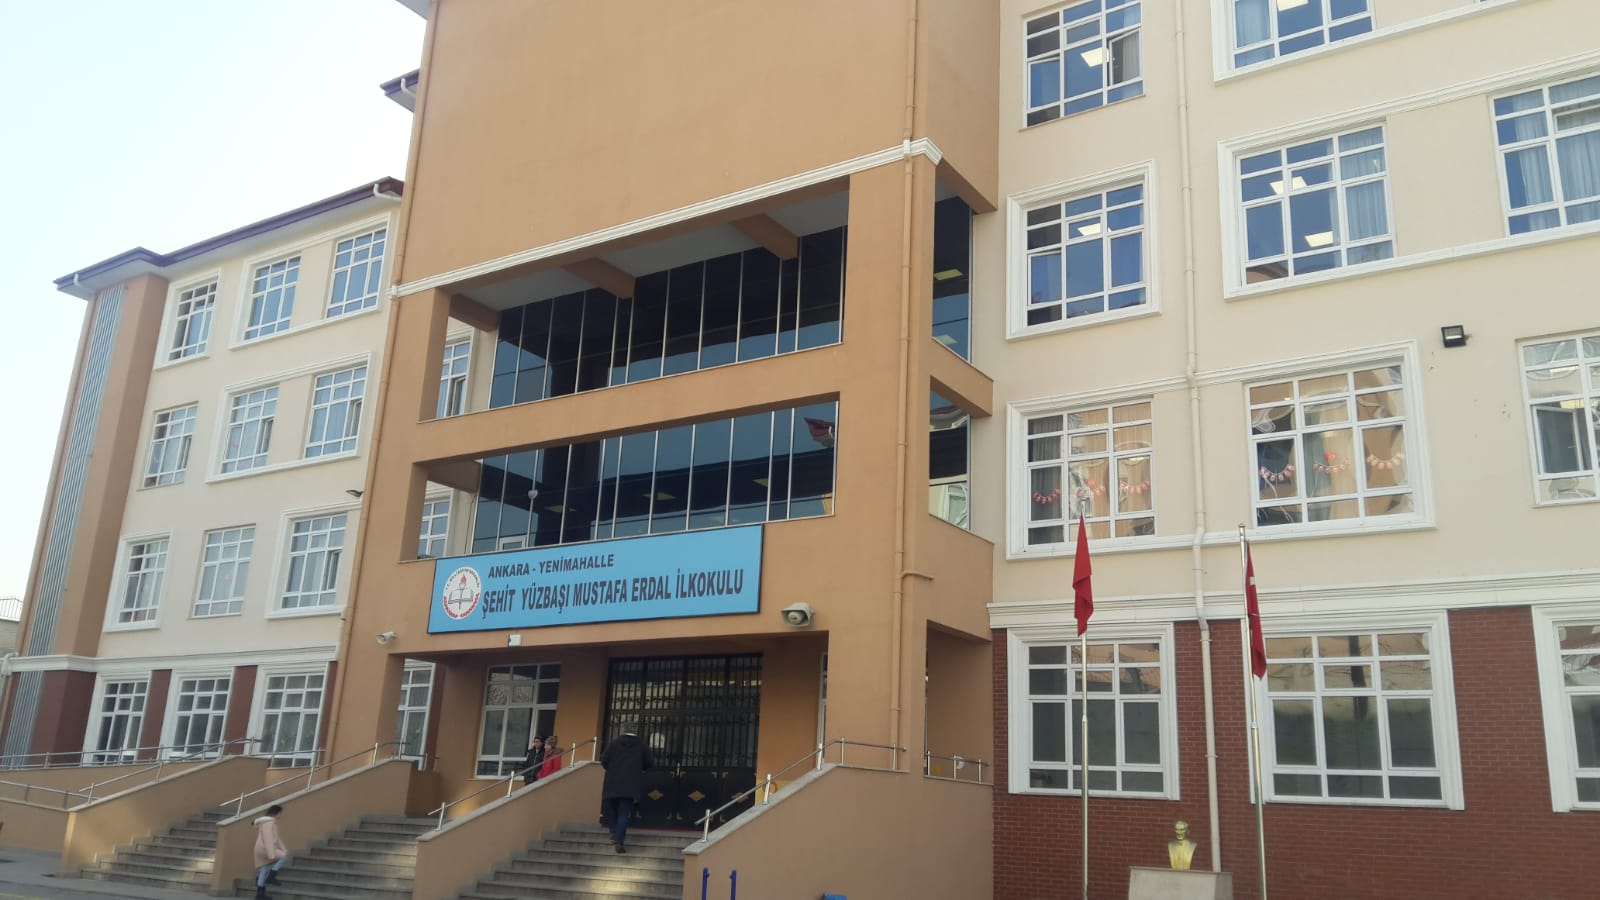 ANKARA - YENİMAHALLE
ŞEHİT YÜZBAŞI MUSTAFA ERDAL İLKOKULU